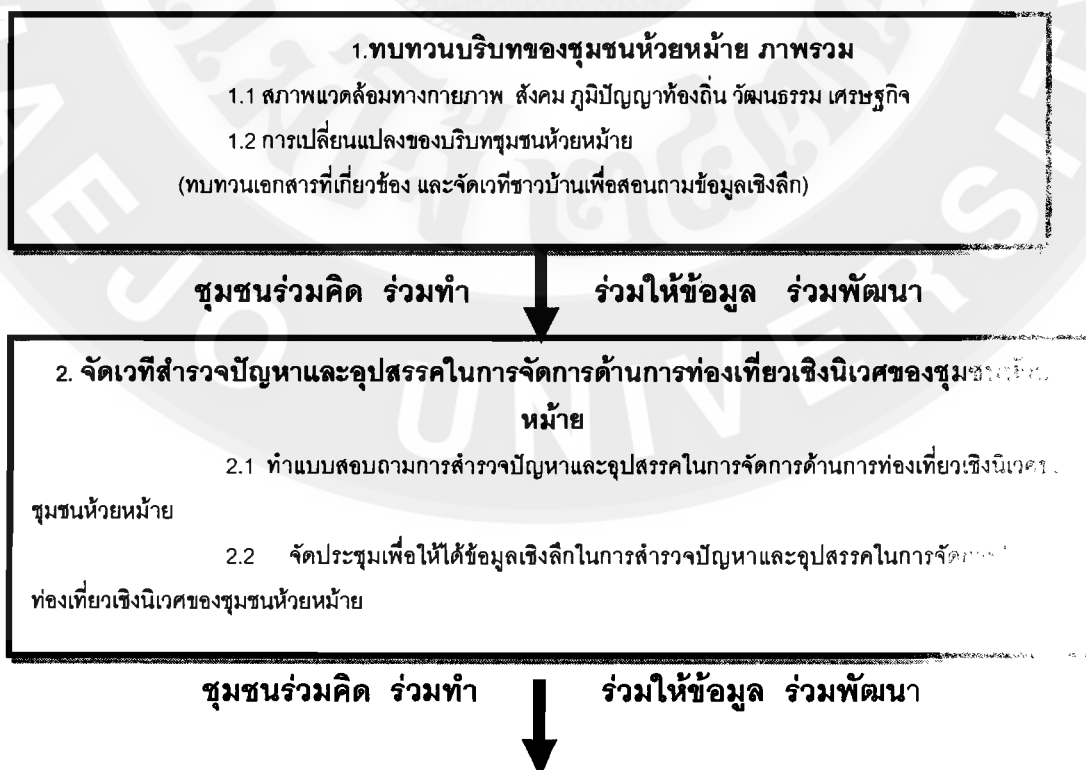 1.ทบทวนบริบทของชุมชนห้วยหม้าย ภาพรวม
1.1 สภาพแวดล้อมทางกายภาพ สังคม ภูมิปัญญาท้องถิ่น วัฒนธรรม เศรษฐกิจ
1.2 การเปลี่ยนแปลงของบริบทชุมชนห้วยหม้าย
(ทบทวนเอกสารที่เกี่ยวข้อง และจัดเวทีชาวบ้านเพื่อสอนถามข้อมูลเชิงลึก)
ชุมชนร่วมคิด ร่วมทำ ร่วมให้ข้อมูล ร่วมพัฒนา
2. จัดเวทีสำรวจปัญหาและอุปสรรคในการจัดการด้านการท่องเที่ยวเชิงนิเวศของชุมชน
หม้าย
2.1 ทำแบบสอบถามการสำรวจปัญหาและอุปสรรคในการจัดการด้านการท่องเที่ยวเชิงนิเวศ
ชุมชนห้วยหม้าย
2.2 จัดประชุมเพื่อให้ได้ข้อมูลเชิงลึกในการสำรวจปัญหาและอุปสรรคในการ
ท่องเที่ยวเชิงนิเวศของชุมชนห้วยหม้าย
ชุมชนร่วมคิด ร่วมทำ ร่วมให้ข้อมูล ร่วมพัฒนา
UNIVERSIT